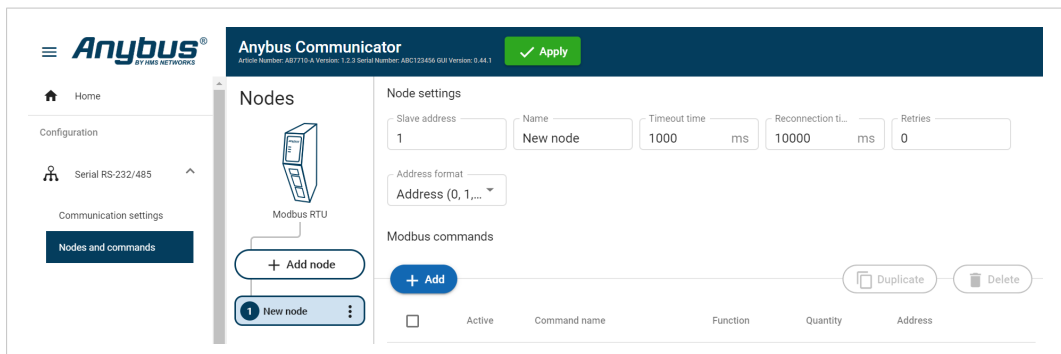 Anybus®
BY HMS NETWORKS
Anybus Communicator
Article Number: AB7710-A Version: 1.2.3 Serial Number: ABC123456 GUI Version: 0.44.1
Apply
Home
Configuration
Serial RS-232/485
Communication settings
Nodes and commands
Nodes
Modbus RTU
+ Add node
1 New node
Node settings
Slave address
1
Name
New node
Timeout time
1000 ms
Reconnection ti...
10000 ms
Retries
0
Address format
Address (0, 1,...
Modbus commands
+ Add
Duplicate
Delete
Active Command name Function Quantity Address